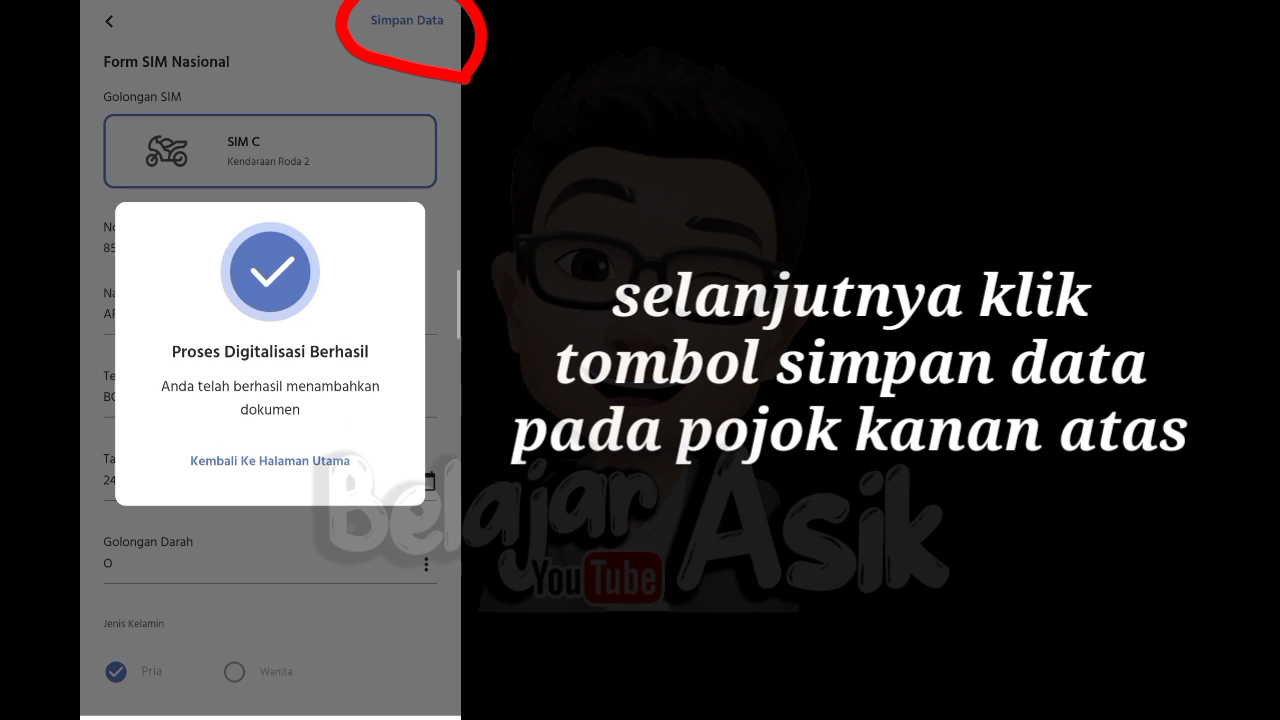 Simpan Data
Form SIM Nasional
Golongan SIM
SIM C
Kendaraan Roda 2
85
Proses Digitalisasi Berhasil
Anda telah berhasil menambahkan
dokumen
Kembali Ke Halaman Utama
24
Golongan Darah
O
Jenis Kelamin
Pria Wanita
selanjutnya klik
tombol simpan data
pada pojok kanan atas
Belajar Asik
YouTube